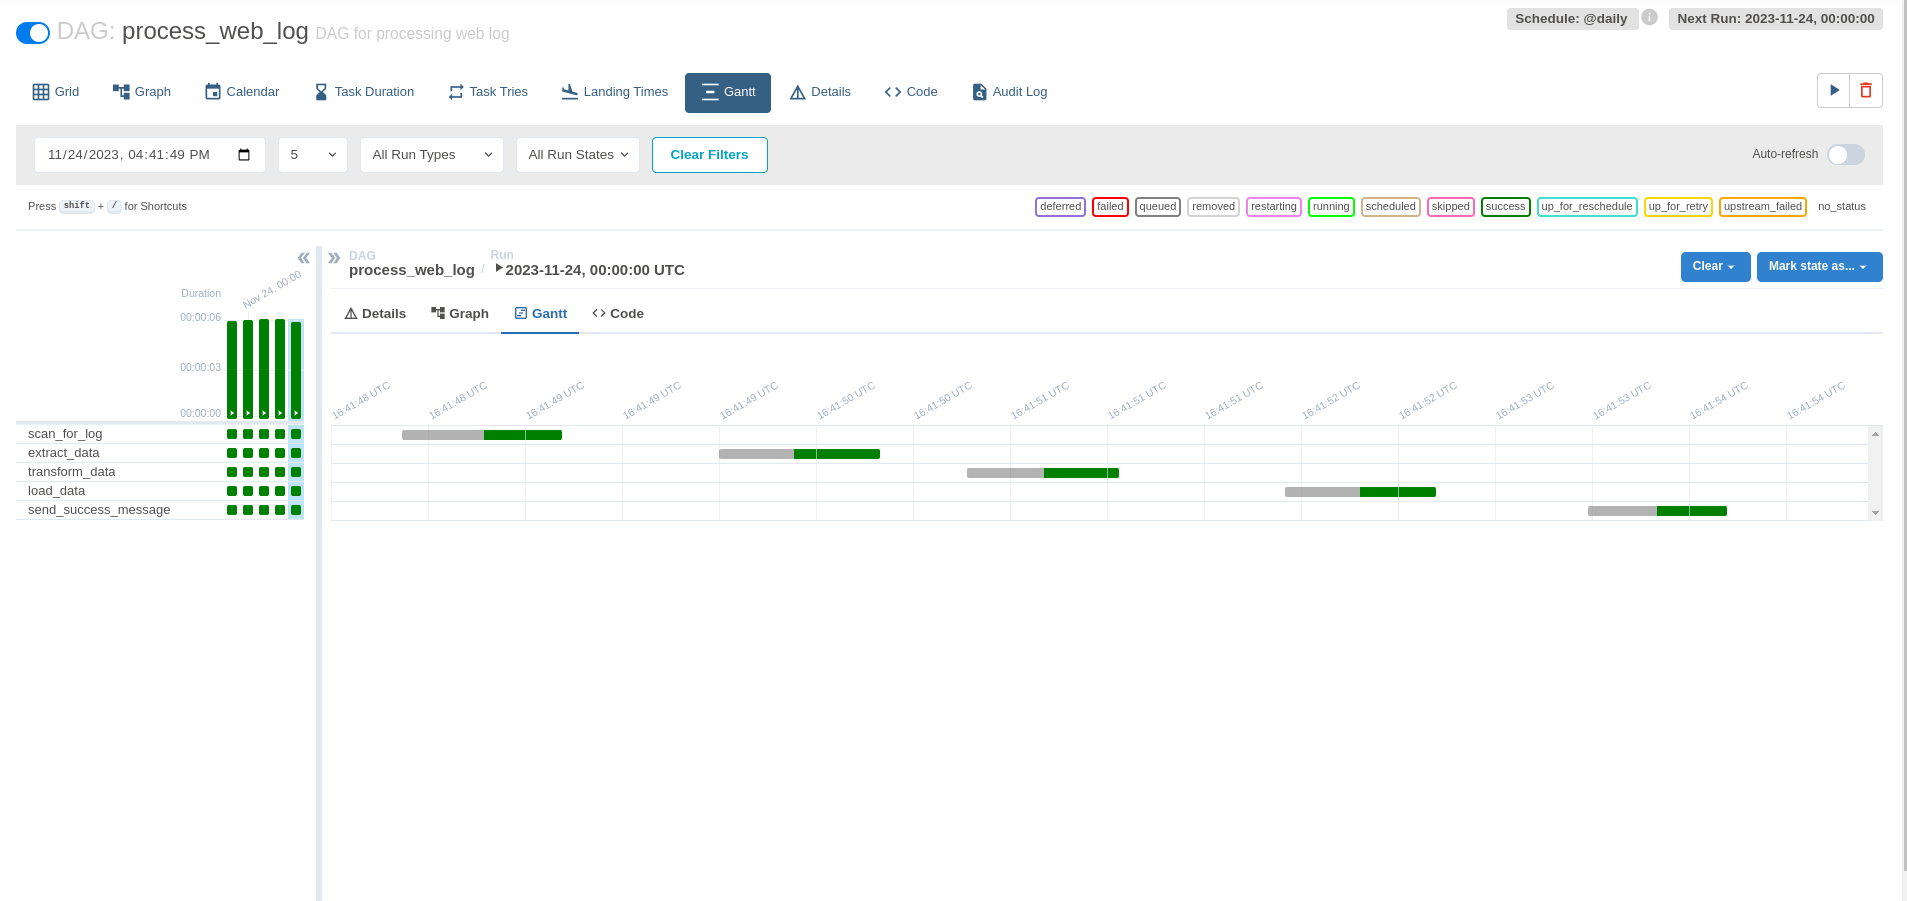 DAG: process_web_log DAG for processing web log
Schedule: @daily
Next Run: 2023-11-24, 00:00:00
Grid Graph Calendar Task Duration Task Tries Landing Times Gantt Details Code Audit Log
11/24/2023, 04:41:49 PM 5 All Run Types All Run States Clear Filters Auto-refresh
Press shift + / for Shortcuts
deferred failed queued removed restarting running scheduled skipped success up_for_reschedule up_for_retry upstream_failed no_status
DAG Run
process_web_log / 2023-11-24, 00:00:00 UTC
Clear Mark state as...
Duration
Nov 24, 00:00
00:00:06
00:00:03
00:00:00
Details Graph Gantt Code
16:41:48 UTC 16:41:48 UTC 16:41:49 UTC 16:41:49 UTC 16:41:49 UTC 16:41:50 UTC 16:41:50 UTC 16:41:51 UTC 16:41:51 UTC 16:41:51 UTC 16:41:52 UTC 16:41:52 UTC 16:41:53 UTC 16:41:53 UTC 16:41:54 UTC 16:41:54 UTC
scan_for_log
extract_data
transform_data
load_data
send_success_message